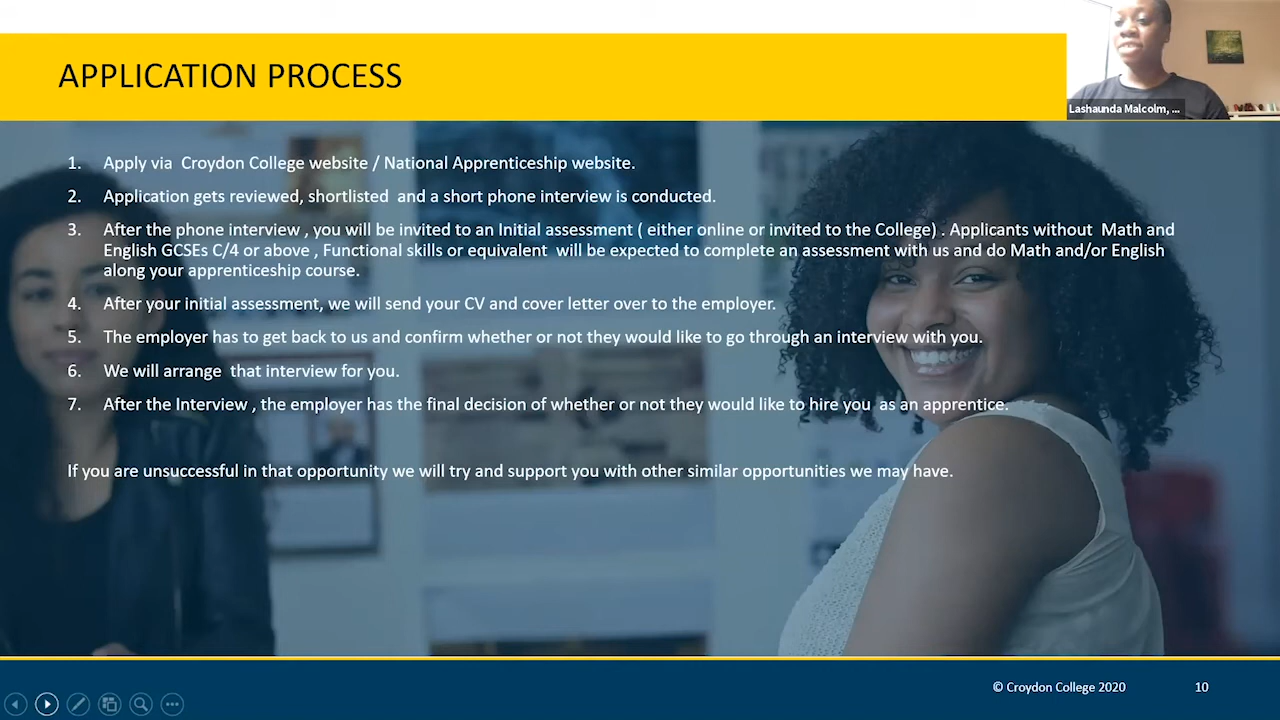 APPLICATION PROCESS
Lashaunda Malcolm, ...
1. Apply via Croydon College website / National Apprenticeship website.
2. Application gets reviewed, shortlisted and a short phone interview is conducted.
3. After the phone interview , you will be invited to an Initial assessment ( either online or invited to the College) . Applicants without Math and
English GCSEs C/4 or above , Functional skills or equivalent will be expected to complete an assessment with us and do Math and/or English
along your apprenticeship course.
4. After your initial assessment, we will send your CV and cover letter over to the employer.
5. The employer has to get back to us and confirm whether or not they would like to go through an interview with you.
6. We will arrange that interview for you.
7. After the Interview , the employer has the final decision of whether or not they would like to hire you as an apprentice.
If you are unsuccessful in that opportunity we will try and support you with other similar opportunities we may have.
© Croydon College 2020
10